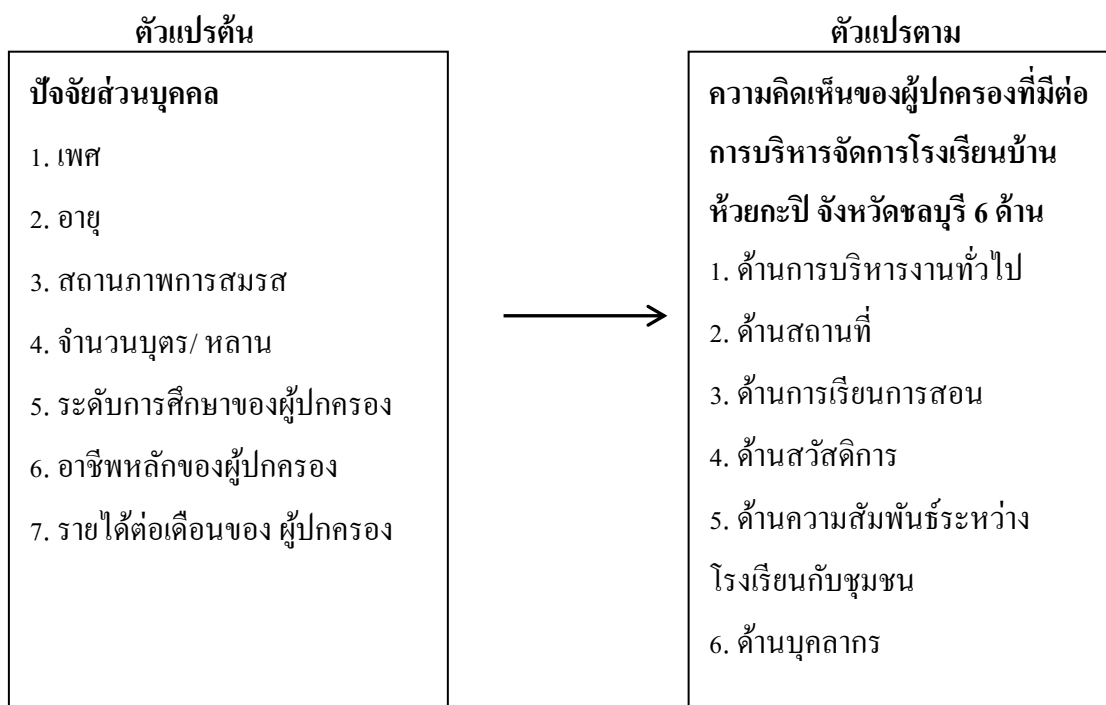 ตัวแปรต้น
ปัจจัยส่วนบุคคล
1. เพศ
2. อายุ
3. สถานภาพการสมรส
4. จำนวนบุตร/ หลาน
5. ระดับการศึกษาของผู้ปกครอง
6. อาชีพหลักของผู้ปกครอง
7. รายได้ต่อเดือนของ ผู้ปกครอง
ตัวแปรตาม
ความคิดเห็นของผู้ปกครองที่มีต่อ
การบริหารจัดการโรงเรียนบ้าน
ห้วยกะปิ จังหวัดชลบุรี 6 ด้าน
1. ด้านการบริหารงานทั่วไป
2. ด้านสถานที่
3. ด้านการเรียนการสอน
4. ด้านสวัสดิการ
5. ด้านความสัมพันธ์ระหว่าง
โรงเรียนกับชุมชน
6. ด้านบุคลากร